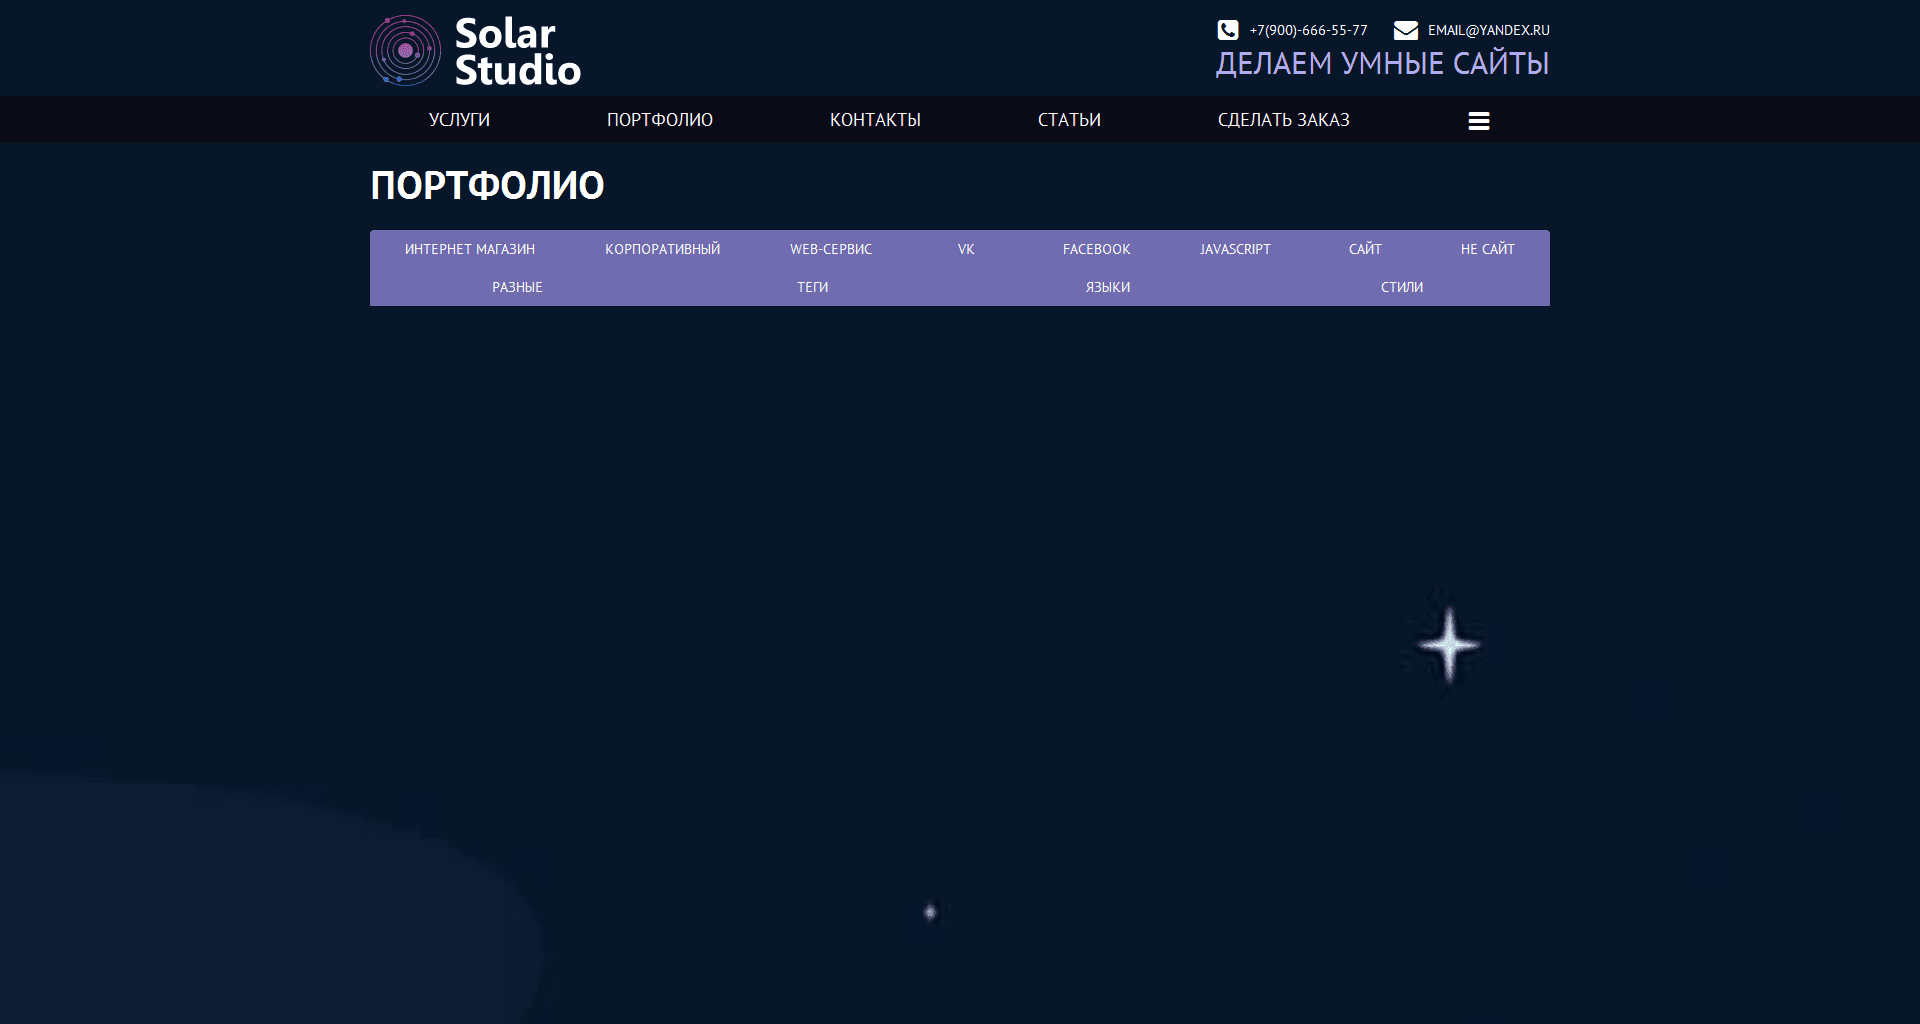 Solar
Studio
+7(900)-666-55-77 EMAIL@YANDEX.RU
ДЕЛАЕМ УМНЫЕ САЙТЫ
УСЛУГИ ПОРТФОЛИО КОНТАКТЫ СТАТЬИ СДЕЛАТЬ ЗАКАЗ
ПОРТФОЛИО
ИНТЕРНЕТ МАГАЗИН КОРПОРАТИВНЫЙ WEB-СЕРВИС VK FACEBOOK JAVASCRIPT САЙТ НЕ САЙТ
РАЗНЫЕ ТЕГИ ЯЗЫКИ СТИЛИ